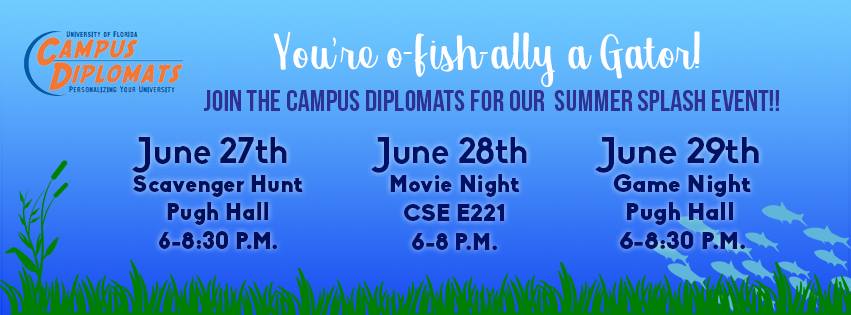 UNIVERSITY OF FLORIDA
CAMPUS
DIPLOMATS
PERSONALIZING YOUR UNIVERSITY
You're o-fish-ally a Gator!
JOIN THE CAMPUS DIPLOMATS FOR OUR SUMMER SPLASH EVENT!!
June 27th
Scavenger Hunt
Pugh Hall
6-8:30 P.M.
June 28th
Movie Night
CSE E221
6-8 P.M.
June 29th
Game Night
Pugh Hall
6-8:30 P.M.